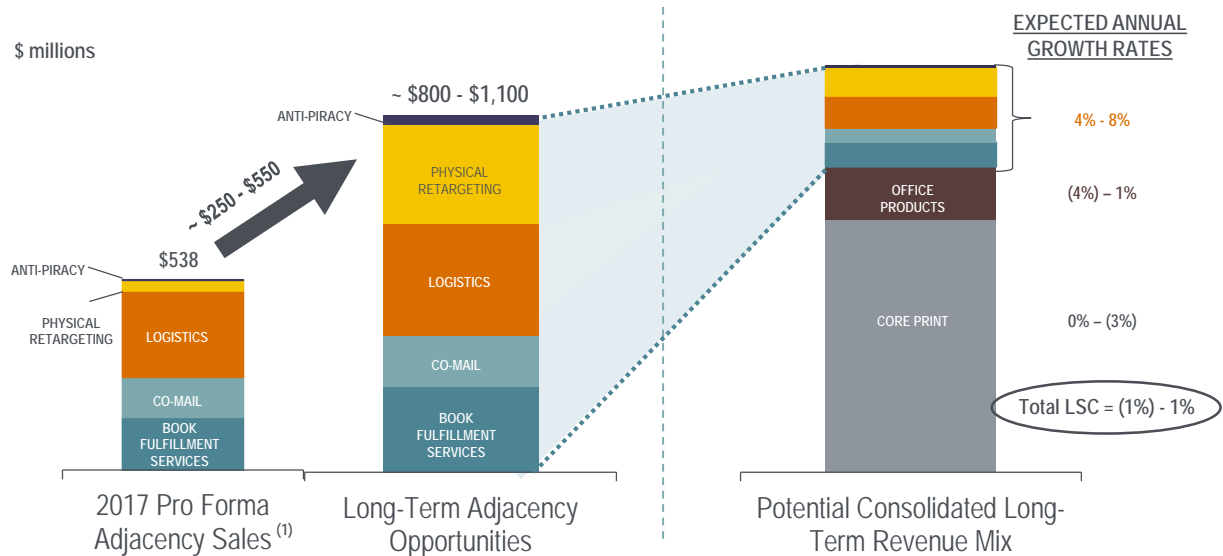 $ millions
EXPECTED ANNUAL
GROWTH RATES
~ $800 - $1,100
ANTI-PIRACY
4% - 8%
PHYSICAL
RETARGETING
~ $250 - $550
OFFICE
PRODUCTS
(4%) – 1%
$538
ANTI-PIRACY
LOGISTICS
PHYSICAL
RETARGETING
LOGISTICS
CORE PRINT
0% – (3%)
CO-MAIL
CO-MAIL
Total LSC = (1%) - 1%
BOOK
FULFILLMENT
SERVICES
BOOK
FULFILLMENT
SERVICES
2017 Pro Forma
Adjacency Sales (1)
Long-Term Adjacency
Opportunities
Potential Consolidated Long-
Term Revenue Mix